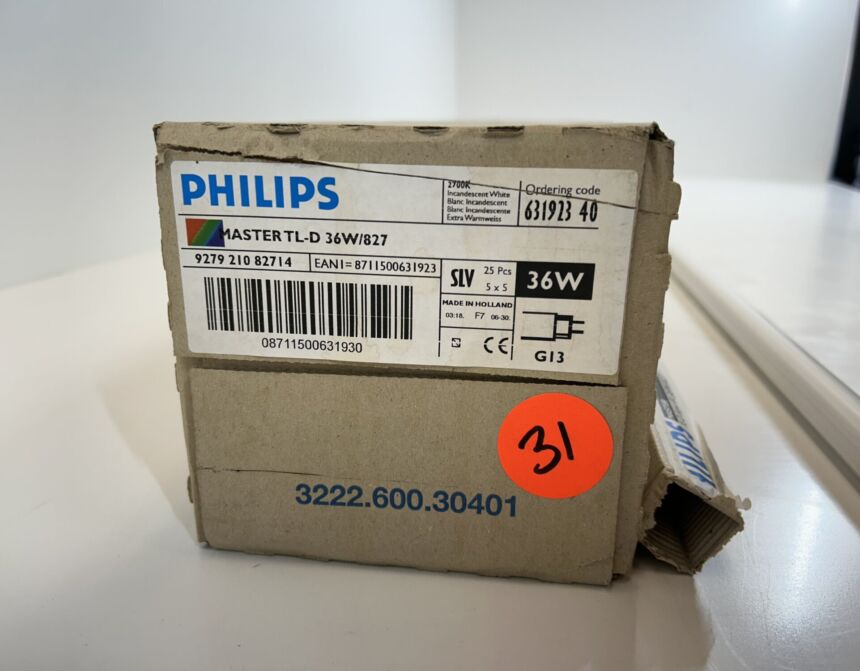 PHILIPS
2700K
Incandescent White
Blanc Incandescent
Blanc Incandescente
Extra Warmweiss
Ordering code
631923 40
MASTER TL-D 36W/827
9279 210 82714
EAN1= 8711500631923
SLV
25 Pcs
5 x 5
36W
MADE IN HOLLAND
03:18. F7 06-30:
CE
G13
08711500631930
31
3222.600.30401
PHILIPS